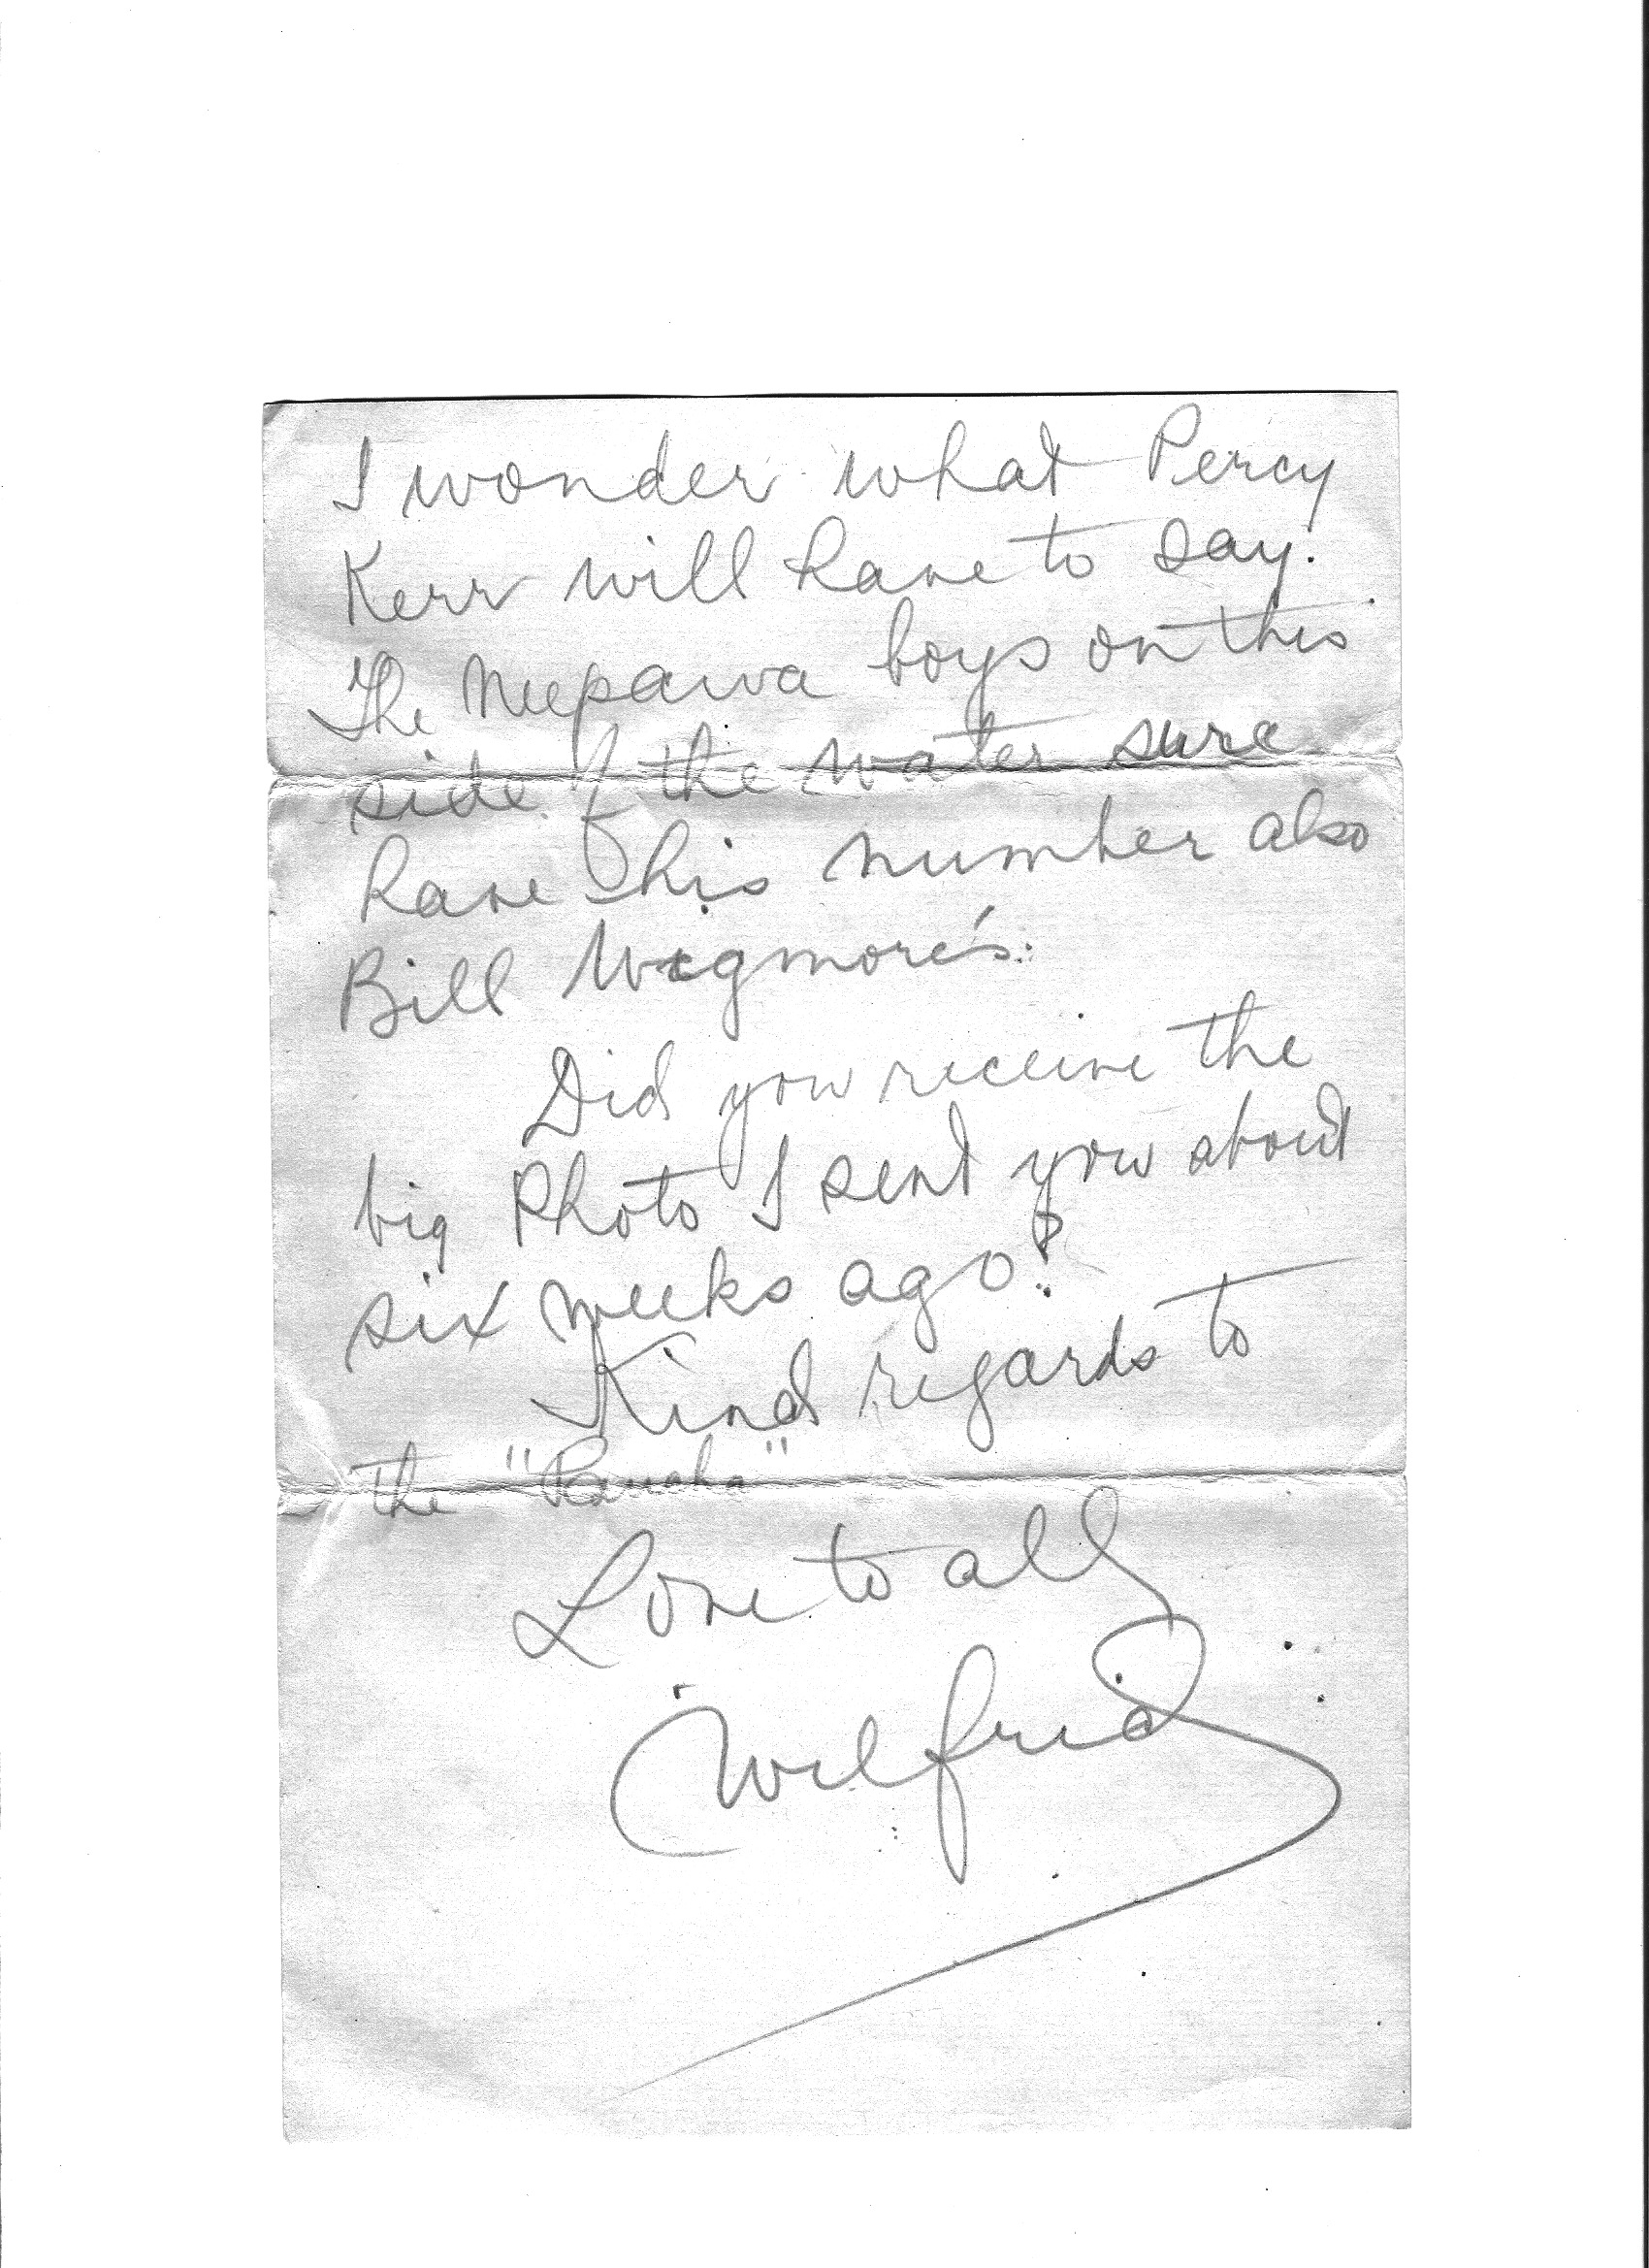 I wonder what Percy
Kerr will have to say.
The Neepawa boys on this
side of the water sure
have his number also
Bill Wigmore's.
Did you receive the
big Photo I sent you about
six weeks ago?
Kind regards to
the "Bunch"
Love to all
Wilfrid